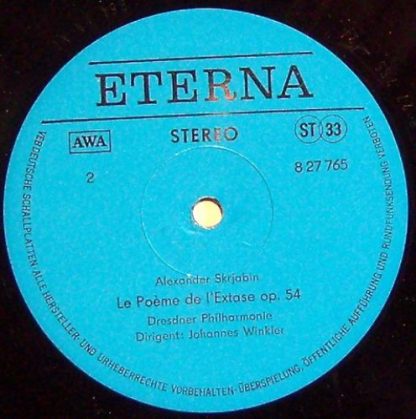 ETERNA
AWA
STEREO
ST 33
2
8 27 765
Alexander Skrjabin
Le Poème de l'Extase op. 54
Dresdner Philharmonie
Dirigent: Johannes Winkler
VEB DEUTSCHE SCHALLPLATTEN ALLE HERSTELLER- UND URHEBERRECHTE VORBEHALTEN · ÜBERSPIELUNG, ÖFFENTLICHE AUFFÜHRUNG UND RUNDFUNKSENDUNG VERBOTEN